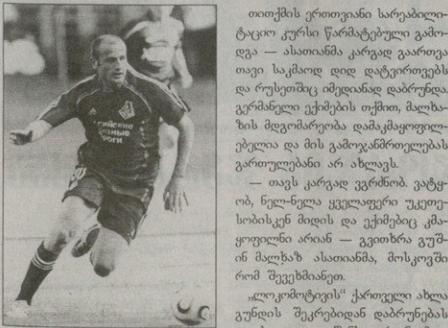 თითქმის ერთთვიანი სარეაბილი-
ტაციო კურსი წარმატებული გამო-
დგა — ასათიანმა კარგად გაართვა
თავი საკმაოდ დიდ დატვირთვებს
და რუსეთშიც იმედიანად დაბრუნდა.
გერმანელი ექიმების თქმით, მალხა-
ზის მდგომარეობა დამაკმაყოფილ-
ებელია და მის გამოჯანმრთელებას
გართულებანი არ ახლავს.
— თავს კარგად ვგრძნობ. ვატყ-
ობ, ნელ-ნელა ყველაფერი უკეთე-
სობისკენ მიდის და ექიმებიც კმა-
ყოფილნი არიან — გვითხრა გუშ-
ინ მალხაზ ასათიანმა, მოსკოვში
რომ შევეხმიანეთ.
„ლოკომოტივის“ ქართველი ახლა
გუნდის შეკრებიდან დაბრუნებას